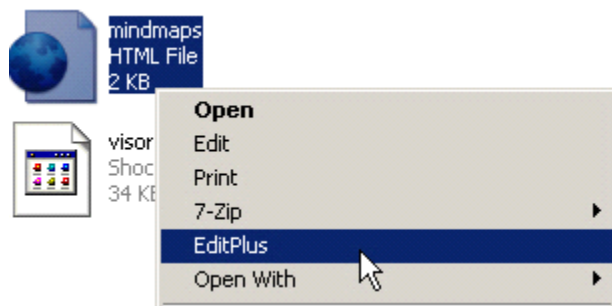 mindmaps
HTML File
2 KB
visor
Shoc
34 KB
Open
Edit
Print
7-Zip
EditPlus
Open With